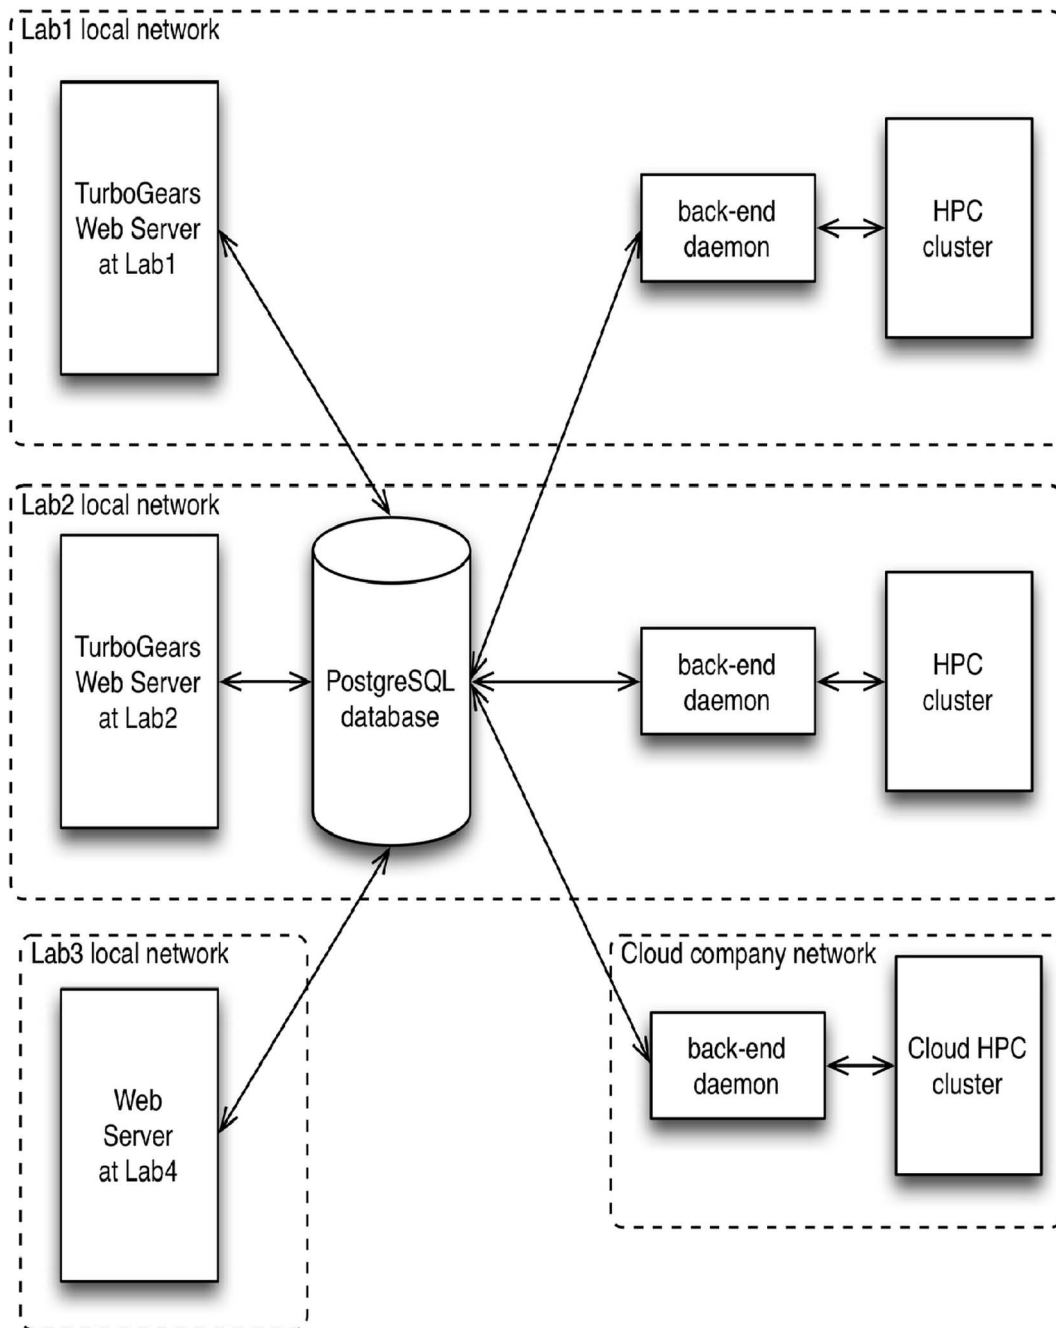 Lab1 local network
TurboGears
Web Server
at Lab1
back-end
daemon
HPC
cluster
Lab2 local network
TurboGears
Web Server
at Lab2
PostgreSQL
database
back-end
daemon
HPC
cluster
Lab3 local network
Web
Server
at Lab4
Cloud company network
back-end
daemon
Cloud HPC
cluster